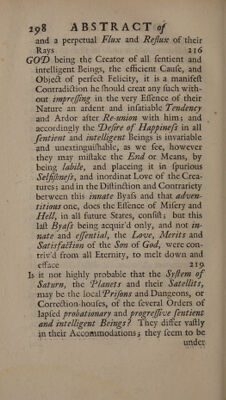 298 ABSTRACT of
and a perpetual Flux and Reflux of their
Rays 216
GOD being the Creator of all sentient and
intelligent Beings, the efficient Cause, and
Object of perfect Felicity, it is a manifest
Contradiction he should creat any such with-
out impressing in the very Essence of their
Nature an ardent and insatiable Tendency
and Ardor after Re-union with him; and
accordingly the Desire of Happiness in all
sentient and intelligent Beings is invariable
and unextinguishable, as we see, however
they may mistake the End or Means, by
being labile, and placeing it in spurious
Selfishness, and inordinat Love of the Crea-
tures; and in the Distinction and Contrariety
between this innate Byass and that adven-
titious one, does the Essence of Misery and
Hell, in all future States, consist; but this
last Byass being acquir'd only, and not in-
nate and essential, the Love, Merits and
Satisfaction of the Son of God, were con-
triv'd from all Eternity, to melt down and
efface 219
Is it not highly probable that the System of
Saturn, the Planets and their Satellits,
may be the local Prisons and Dungeons, or
Correction-houses, of the several Orders of
lapsed probationary and progressive sentient
and intelligent Beings? They differ vastly
in their Accommodations; they seem to be
under